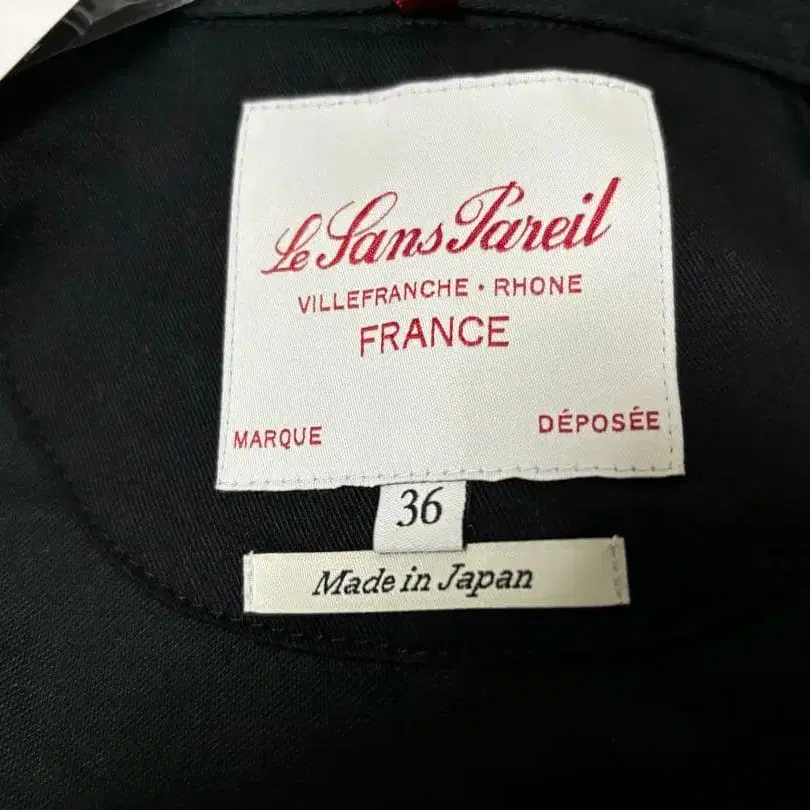 Le Sans Pareil
VILLEFRANCHE · RHONE
FRANCE
MARQUE DÉPOSÉE
36
Made in Japan